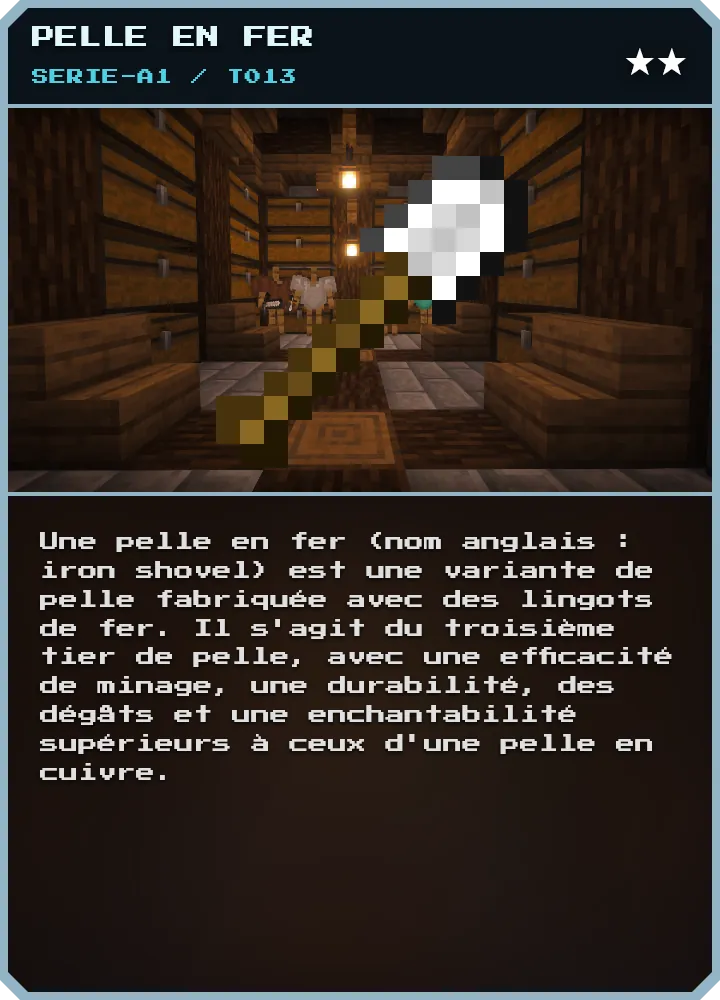 PELLE EN FER
SERIE-A1 / T013
★★
Une pelle en fer (nom anglais :
iron shovel) est une variante de
pelle fabriquée avec des lingots
de fer. Il s'agit du troisième
tier de pelle, avec une efficacité
de minage, une durabilité, des
dégâts et une enchantabilité
supérieurs à ceux d'une pelle en
cuivre.